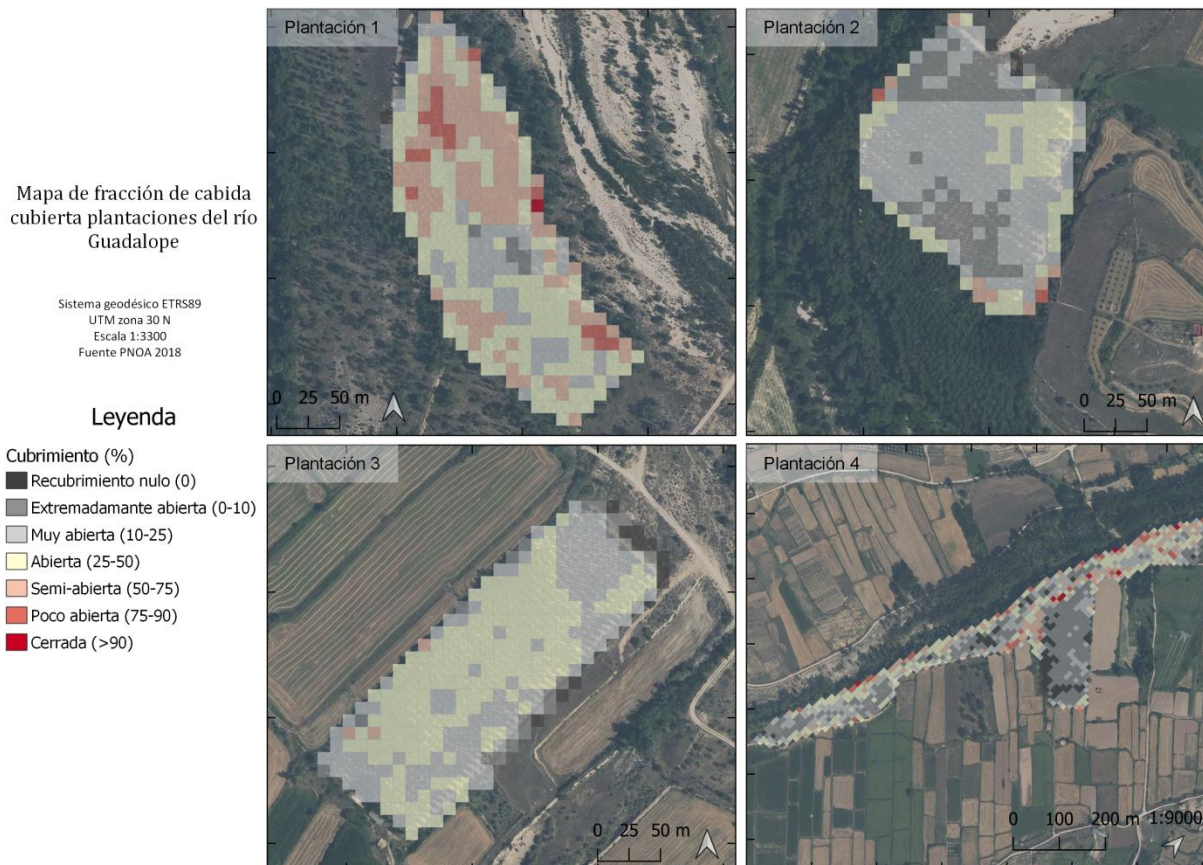 Mapa de fracción de cabida
cubierta plantaciones del río
Guadalope
Sistema geodésico ETRS89
UTM zona 30 N
Escala 1:3300
Fuente PNOA 2018
Leyenda
Cubrimiento (%)
Recubrimiento nulo (0)
Extremadamante abierta (0-10)
Muy abierta (10-25)
Abierta (25-50)
Semi-abierta (50-75)
Poco abierta (75-90)
Cerrada (>90)
Plantación 1
0 25 50 m
Plantación 2
0 25 50 m
Plantación 3
0 25 50 m
Plantación 4
0 100 200 m 1:9000